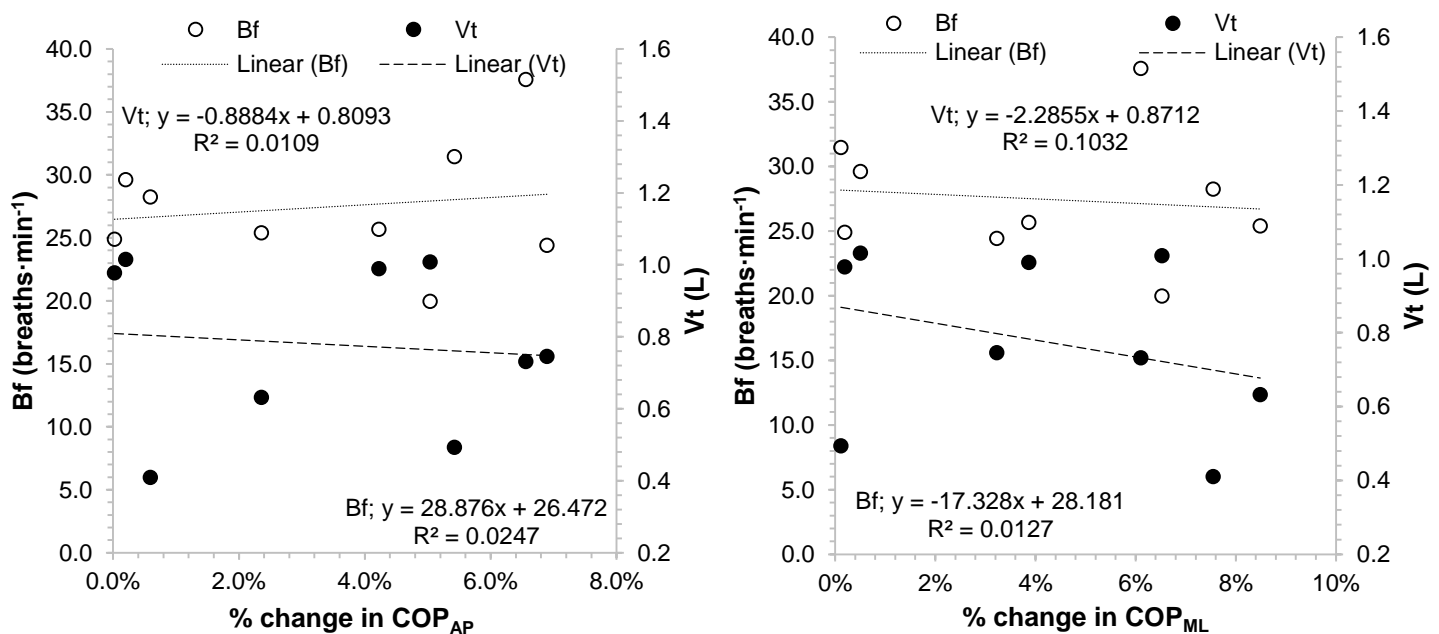 Bf Vt
Linear (Bf) Linear (Vt)
40.0
35.0
30.0
25.0
20.0
15.0
10.0
5.0
0.0
Bf (breaths·min⁻¹)
Vt; y = -0.8884x + 0.8093
R² = 0.0109
Bf; y = 28.876x + 26.472
R² = 0.0247
1.6
1.4
1.2
1.0
0.8
0.6
0.4
0.2
Vt (L)
0.0% 2.0% 4.0% 6.0% 8.0%
% change in COP_AP
Bf Vt
Linear (Bf) Linear (Vt)
40.0
35.0
30.0
25.0
20.0
15.0
10.0
5.0
0.0
Bf (breaths·min⁻¹)
Vt; y = -2.2855x + 0.8712
R² = 0.1032
Bf; y = -17.328x + 28.181
R² = 0.0127
1.6
1.4
1.2
1.0
0.8
0.6
0.4
0.2
Vt (L)
0% 2% 4% 6% 8% 10%
% change in COP_ML